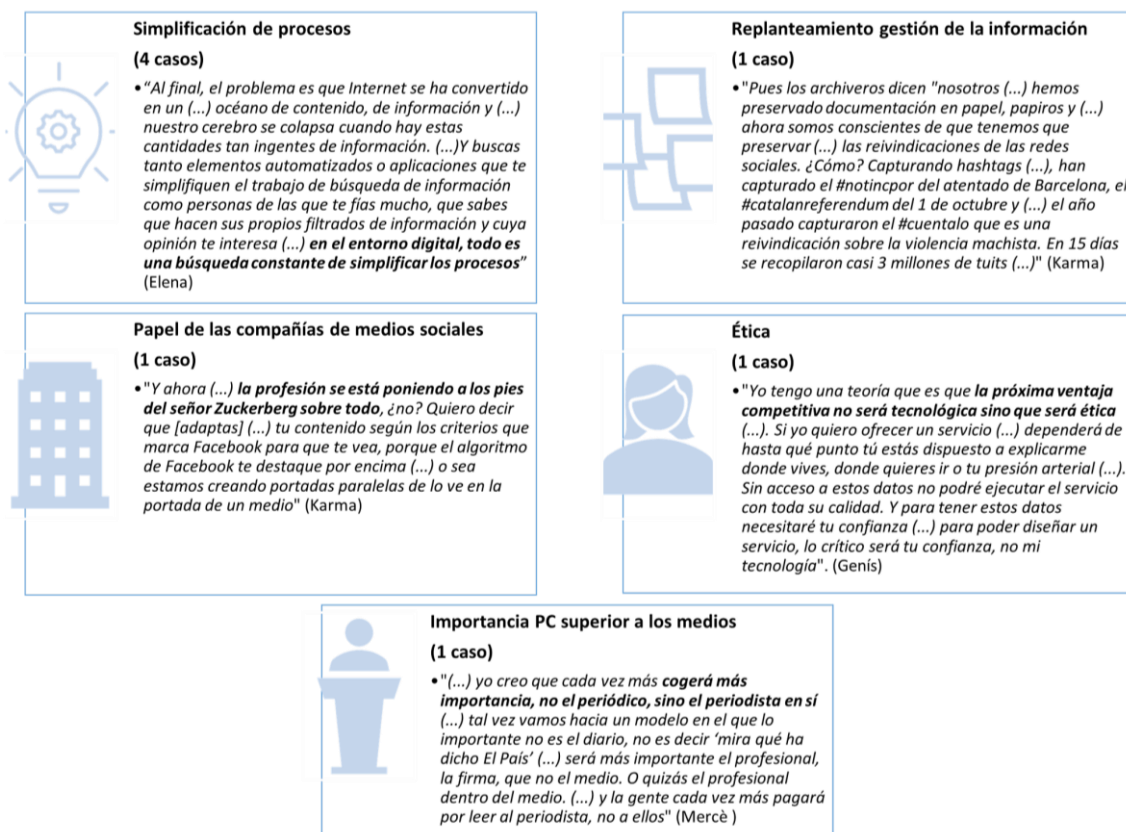 Simplificación de procesos
(4 casos)
•“Al final, el problema es que Internet se ha convertido
en un (...) océano de contenido, de información y (...)
nuestro cerebro se colapsa cuando hay estas
cantidades tan ingentes de información. (...)Y buscas
tanto elementos automatizados o aplicaciones que te
simplifiquen el trabajo de búsqueda de información
como personas de las que te fías mucho, que sabes
que hacen sus propios filtrados de información y cuya
opinión te interesa (...) en el entorno digital, todo es
una búsqueda constante de simplificar los procesos”
(Elena)
Replanteamiento gestión de la información
(1 caso)
•"Pues los archiveros dicen "nosotros (...) hemos
preservado documentación en papel, papiros y (...)
ahora somos conscientes de que tenemos que
preservar (...) las reivindicaciones de las redes
sociales. ¿Cómo? Capturando hashtags (...), han
capturado el #notincpor del atentado de Barcelona, el
#catalanreferendum del 1 de octubre y (...) el año
pasado capturaron el #cuentalo que es una
reivindicación sobre la violencia machista. En 15 días
se recopilaron casi 3 millones de tuits (...)" (Karma)
Papel de las compañías de medios sociales
(1 caso)
•"Y ahora (...) la profesión se está poniendo a los pies
del señor Zuckerberg sobre todo, ¿no? Quiero decir
que [adaptas] (...) tu contenido según los criterios que
marca Facebook para que te vea, porque el algoritmo
de Facebook te destaque por encima (...) o sea
estamos creando portadas paralelas de lo ve en la
portada de un medio" (Karma)
Ética
(1 caso)
•"Yo tengo una teoría que es que la próxima ventaja
competitiva no será tecnológica sino que será ética
(...). Si yo quiero ofrecer un servicio (...) dependerá de
hasta qué punto tú estás dispuesto a explicarme
donde vives, donde quieres ir o tu presión arterial (...).
Sin acceso a estos datos no podré ejecutar el servicio
con toda su calidad. Y para tener estos datos
necesitaré tu confianza (...) para poder diseñar un
servicio, lo crítico será tu confianza, no mi
tecnología". (Genís)
Importancia PC superior a los medios
(1 caso)
•"(...) yo creo que cada vez más cogerá más
importancia, no el periódico, sino el periodista en sí
(...) tal vez vamos hacia un modelo en el que lo
importante no es el diario, no es decir ‘mira qué ha
dicho El País’ (...) será más importante el profesional,
la firma, que no el medio. O quizás el profesional
dentro del medio. (...) y la gente cada vez más pagará
por leer al periodista, no a ellos" (Mercè )